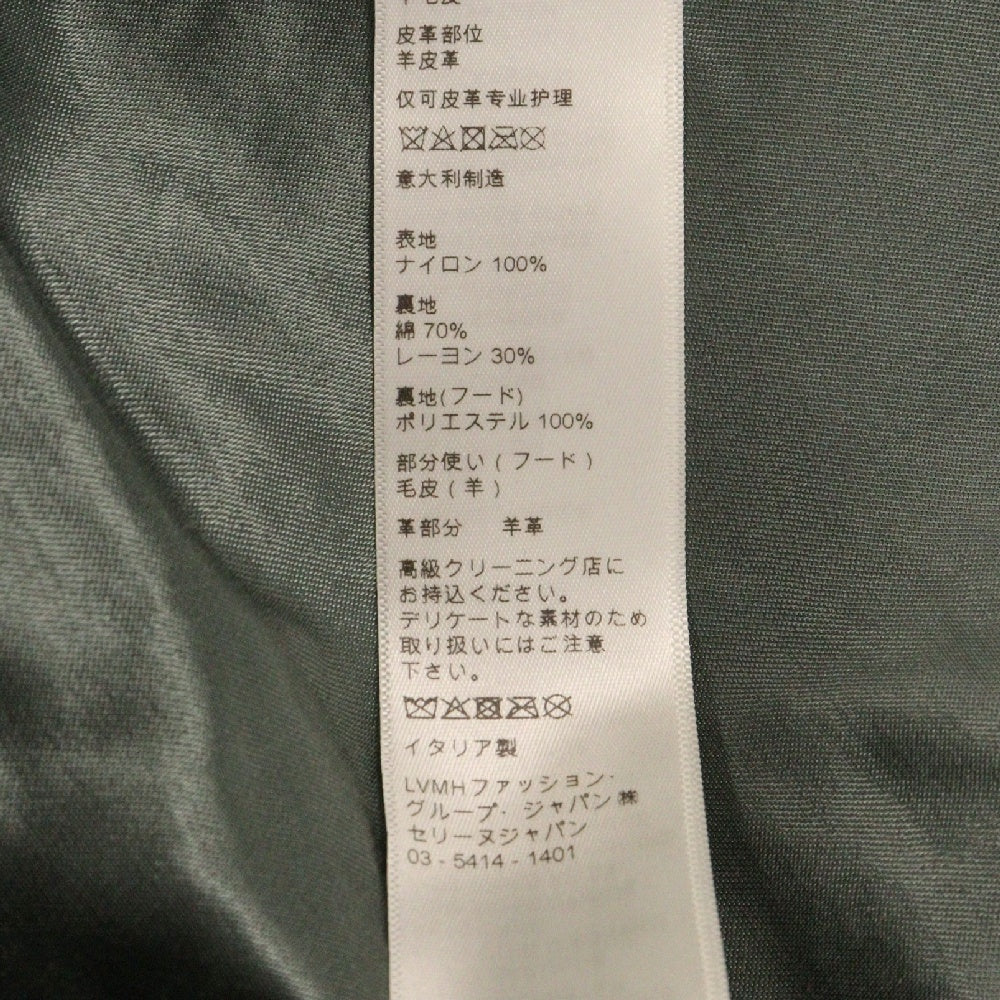 皮革部位
羊皮革
仅可皮革专业护理
意大利制造
表地
ナイロン 100%
裏地
綿 70%
レーヨン 30%
裏地(フード)
ポリエステル 100%
部分使い ( フード )
毛皮 ( 羊 )
革部分 羊革
高級クリーニング店に
お持込ください。
デリケートな素材のため
取り扱いにはご注意
下さい。
イタリア製
LVMHファッション·
グループ· ジャパン㈱
セリーヌジャパン
03 - 5414 - 1401